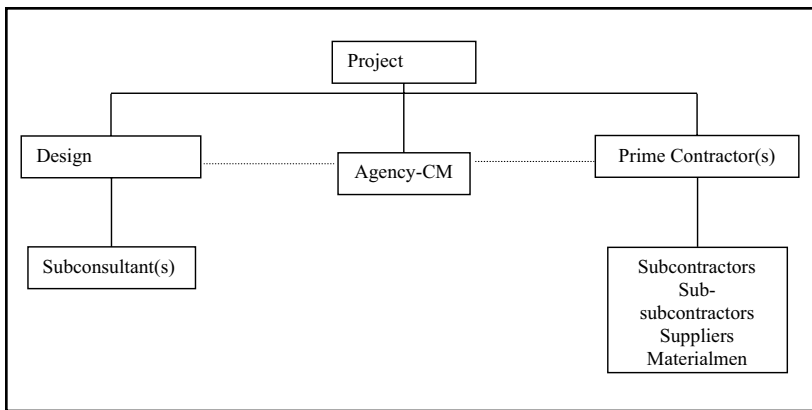 Project
Design
Agency-CM
Prime Contractor(s)
Subconsultant(s)
Subcontractors
Sub-
subcontractors
Suppliers
Materialmen